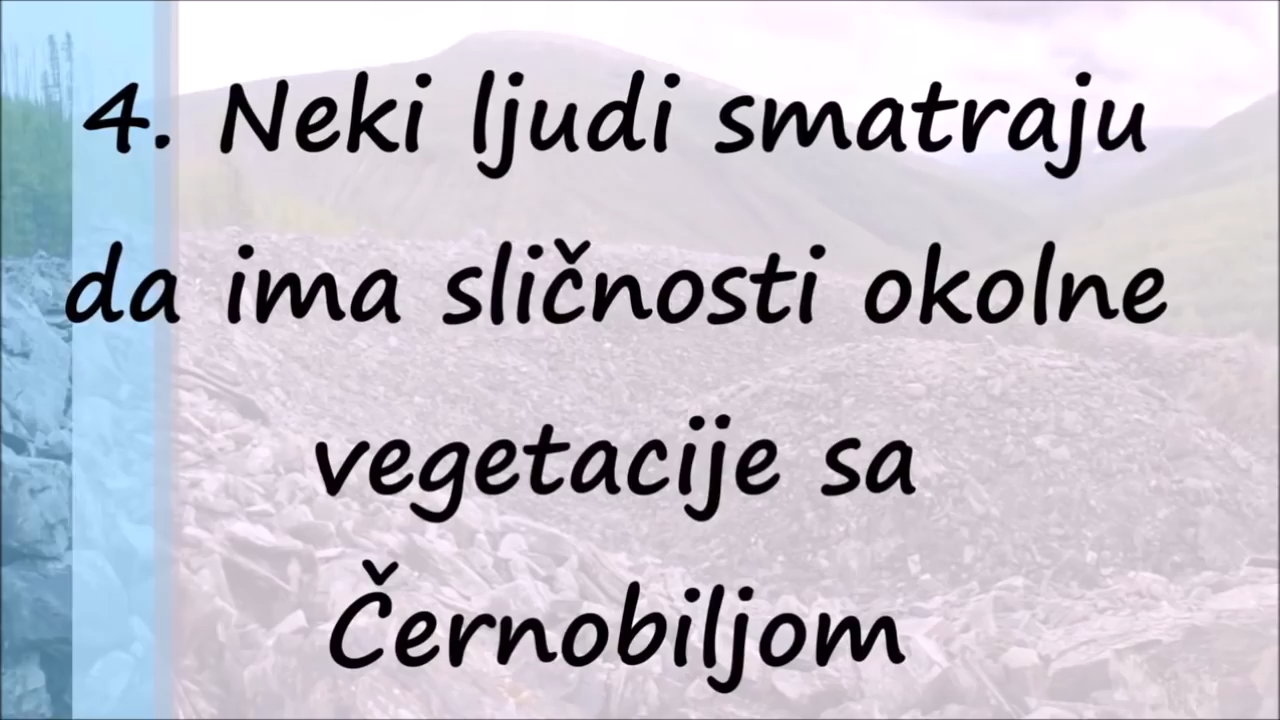 4. Neki ljudi smatraju
da ima sličnosti okolne
vegetacije sa
Černobiljom